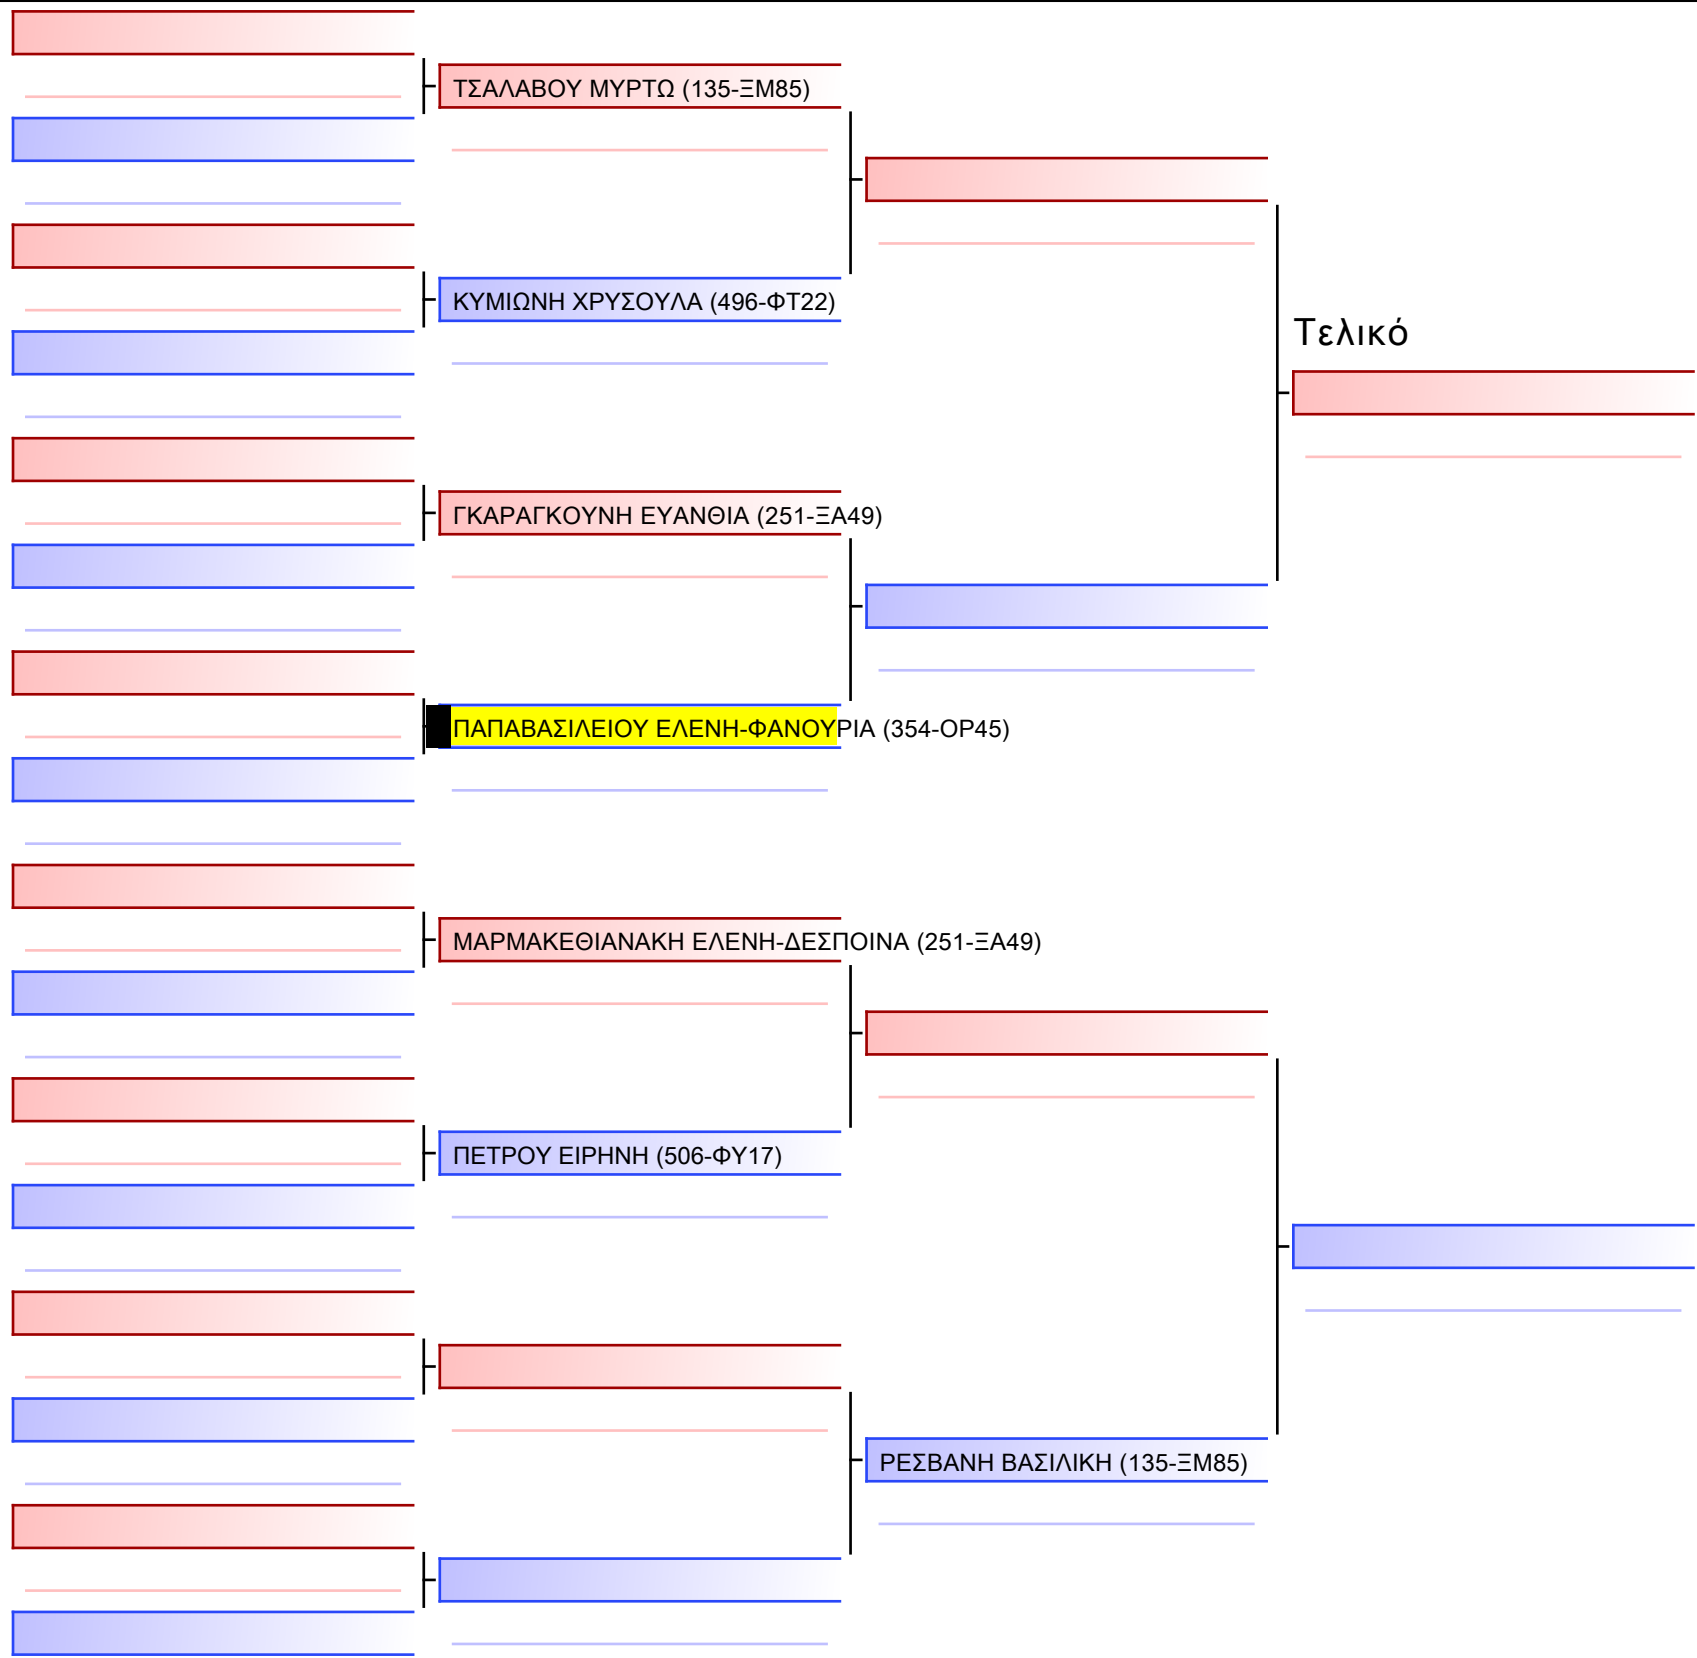 ΤΣΑΛΑΒΟΥ ΜΥΡΤΩ (135-ΞΜ85)
ΚΥΜΙΩΝΗ ΧΡΥΣΟΥΛΑ (496-ΦΤ22)
Τελικό
ΓΚΑΡΑΓΚΟΥΝΗ ΕΥΑΝΘΙΑ (251-ΞΑ49)
ΠΑΠΑΒΑΣΙΛΕΙΟΥ ΕΛΕΝΗ-ΦΑΝΟΥΡΙΑ (354-ΟΡ45)
ΜΑΡΜΑΚΕΘΙΑΝΑΚΗ ΕΛΕΝΗ-ΔΕΣΠΟΙΝΑ (251-ΞΑ49)
ΠΕΤΡΟΥ ΕΙΡΗΝΗ (506-ΦΥ17)
ΡΕΣΒΑΝΗ ΒΑΣΙΛΙΚΗ (135-ΞΜ85)